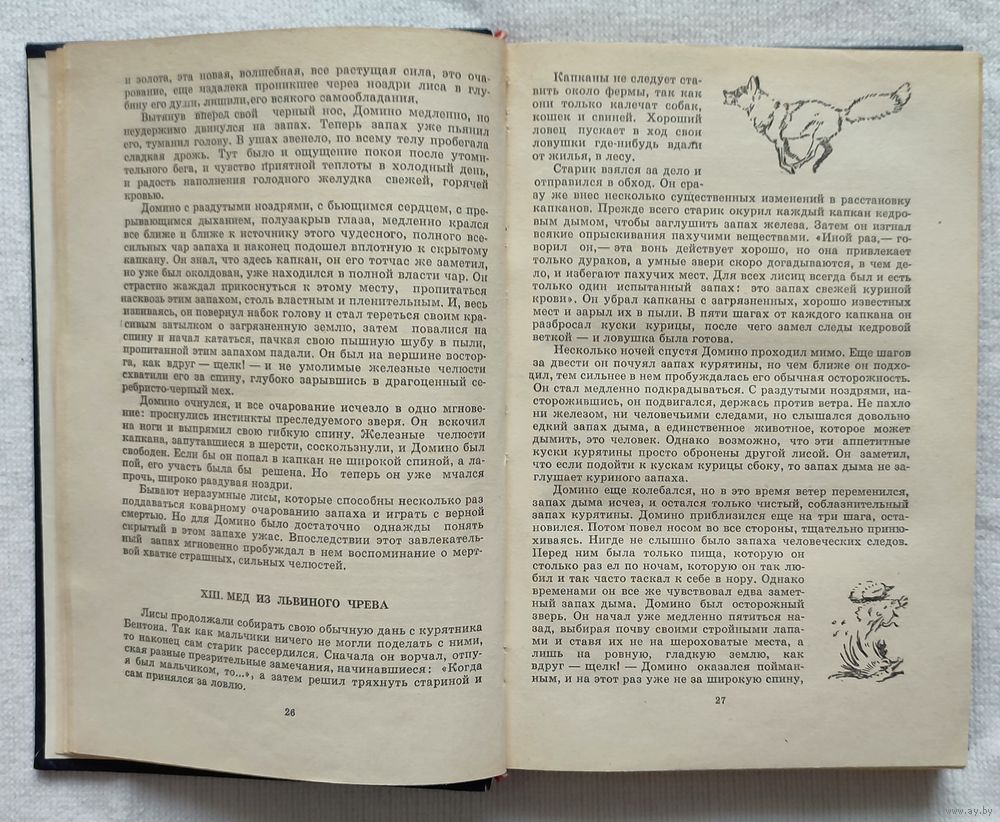 и золота, эта новая, волшебная, все растущая сила, это оча-
рование, еще издалека проникшее через ноздри лиса в глу-
бину его души, лишили его всякого самообладания.
Вытянув вперед свой черный нос, Домино медленно, но
неудержимо двинулся на запах. Теперь запах уже пьянил
его, туманил голову. В ушах звенело, по всему телу пробегала
сладкая дрожь. Тут было и ощущение покоя после утоми-
тельного бега, и чувство приятной теплоты в холодный день,
и радость наполнения голодного желудка свежей, горячей
кровью.
Домино с раздутыми ноздрями, с бьющимся сердцем, с пре-
рывающимся дыханием, полузакрыв глаза, медленно крался
все ближе и ближе к источнику этого чудесного, полного все-
сильных чар запаха и наконец подошел вплотную к скрытому
капкану. Он знал, что здесь капкан, он его тотчас же заметил,
но уже был околдован, уже находился в полной власти чар. Он
страстно жаждал прикоснуться к этому месту, пропитаться
насквозь этим запахом, столь властным и пленительным. И, весь
извиваясь, он повернул набок голову и стал тереться своим кра-
сивым затылком о загрязненную землю, затем повалился на
спину и начал кататься, пачкая свою пышную шубу в пыли,
пропитанной этим запахом падали. Он был на вершине востор-
га, как вдруг — щелк! — и не умолимые железные челюсти
схватили его за спину, глубоко зарывшись в драгоценный се-
ребристо-черный мех.
Домино очнулся, и все очарование исчезло в одно мгнове-
ние: проснулись инстинкты преследуемого зверя. Он вскочил
на ноги и выпрямил свою гибкую спину. Железные челюсти
капкана, запутавшиеся в шерсти, соскользнули, и Домино был
свободен. Если бы он попал в капкан не широкой спиной, а ла-
пой, его участь была бы решена. Но теперь он уже мчался
прочь, широко раздувая ноздри.
Бывают неразумные лисы, которые способны несколько раз
поддаваться коварному очарованию запаха и играть с верной
смертью. Но для Домино было достаточно однажды понять
скрытый в этом запахе ужас. Впоследствии этот завлекатель-
ный запах мгновенно пробуждал в нем воспоминание о мерт-
вой хватке страшных, сильных челюстей.
XIII. МЕД ИЗ ЛЬВИНОГО ЧРЕВА
Лисы продолжали собирать свою обычную дань с курятника
Бентона. Так как мальчики ничего не могли поделать с ними,
то наконец сам старик рассердился. Сначала он ворчал, отпу-
ская разные презрительные замечания, начинавшиеся: «Когда
я был мальчиком, то...», а затем решил тряхнуть стариной и
сам принялся за ловлю.
26
Капканы не следует ста-
вить около фермы, так как
они только калечат собак,
кошек и свиней. Хороший
ловец пускает в ход свои
ловушки где-нибудь вдали
от жилья, в лесу.
Старик взялся за дело и
отправился в обход. Он сра-
зу же внес несколько существенных изменений в расстановку
капканов. Прежде всего старик окурил каждый капкан кедро-
вым дымом, чтобы заглушить запах железа. Затем он изгнал
всякие опрыскивания пахучими веществами. «Иной раз,— го-
ворил он,— эта вонь действует хорошо, но она привлекает
только дураков, а умные звери скоро догадываются, в чем де-
ло, и избегают пахучих мест. Для всех лисиц всегда был и есть
только один испытанный запах: это запах свежей куриной
крови». Он убрал капканы с загрязненных, хорошо известных
мест и зарыл их в пыли. В пяти шагах от каждого капкана он
разбросал куски курицы, после чего замел следы кедровой
веткой — и ловушка была готова.
Несколько ночей спустя Домино проходил мимо. Еще шагов
за двести он почуял запах курятины, но чем ближе он подхо-
дил, тем сильнее в нем пробуждалась его обычная осторожность.
Он стал медленно подкрадываться. С раздутыми ноздрями, на-
сторожившись, он подвигался, держась против ветра. Не пахло
ни железом, ни человечьими следами, но слышался довольно
едкий запах дыма, а единственное животное, которое может
дымить, это человек. Однако возможно, что эти аппетитные
куски курятины просто обронены другой лисой. Он заметил,
что если подойти к кускам курицы сбоку, то запах дыма не за-
глушает куриного запаха.
Домино еще колебался, но в это время ветер переменился,
запах дыма исчез, и остался только чистый, соблазнительный
запах курятины. Домино приблизился еще на три шага, оста-
новился. Потом повел носом во все стороны, тщательно приню-
хиваясь. Нигде не слышно было запаха человеческих следов.
Перед ним была только пища, которую он
столько раз ел по ночам, которую он так лю-
бил и так часто таскал к себе в нору. Однако
временами он все же чувствовал едва замет-
ный запах дыма. Домино был осторожный
зверь. Он начал уже медленно пятиться на-
зад, выбирая почву своими стройными лапа-
ми и ставя их не на шероховатые места, а
лишь на ровную, гладкую землю, как
вдруг — щелк! — Домино оказался пойман-
ным, и на этот раз уже не за широкую спину,
27
www.ay.by